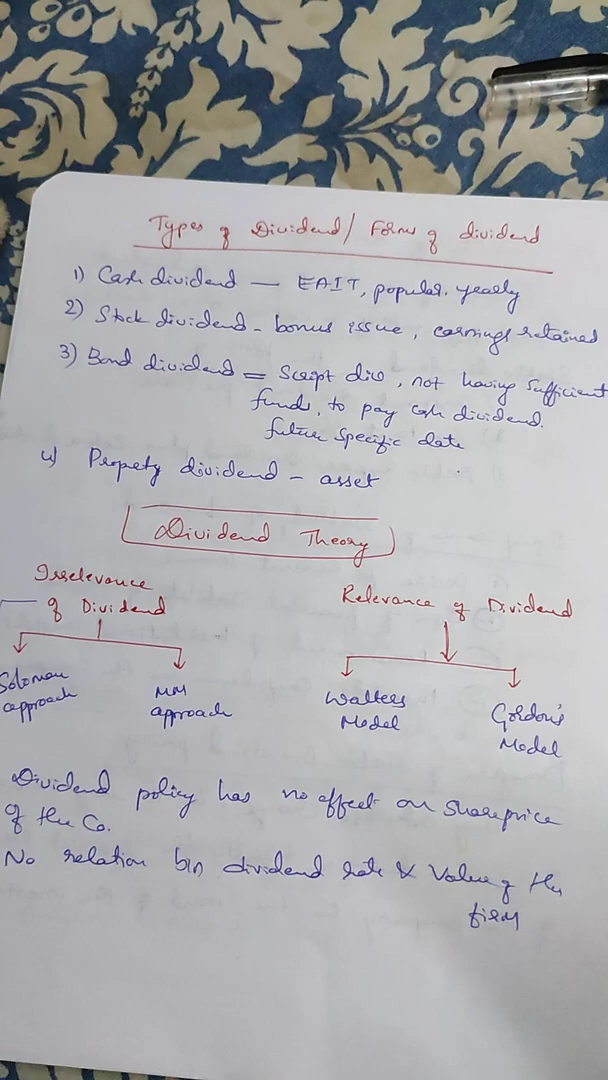 Types of Dividend / Forms of dividend
1) Cash dividend — EAIT, popular, yearly
2) Stock dividend - bonus issue, earnings retained
3) Bond dividend = Script div, not having sufficient
funds, to pay cash dividend.
future specific date
4) Property dividend - asset
Dividend Theory
Irrelevance
of Dividend
Relevance of Dividend
Soloman
approach
MM
approach
Walters
Model
Gordon's
Model
Dividend policy has no effect on share price
of the Co.
No relation b/n dividend rate & Value of the
firm